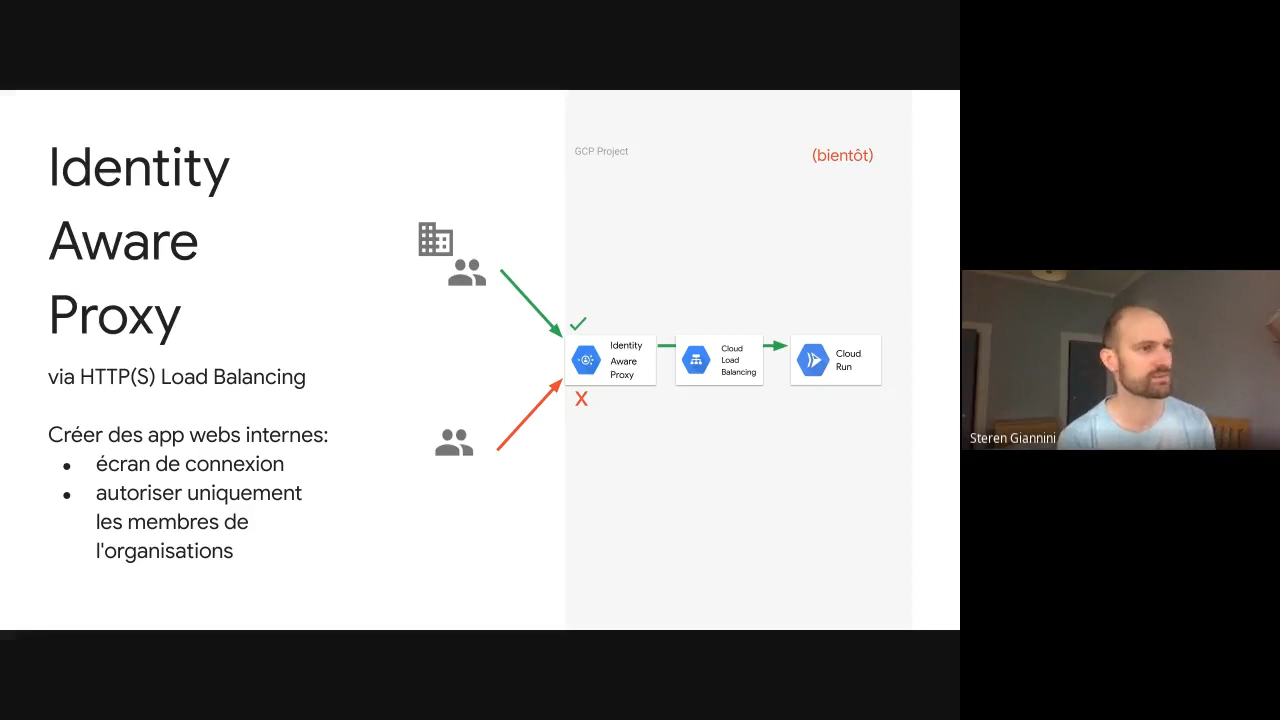 Identity
Aware
Proxy
via HTTP(S) Load Balancing
Créer des app webs internes:
● écran de connexion
● autoriser uniquement
les membres de
l'organisations
GCP Project
(bientôt)
Identity
Aware
Proxy
X
Cloud
Load
Balancing
Cloud
Run
Steren Giannini